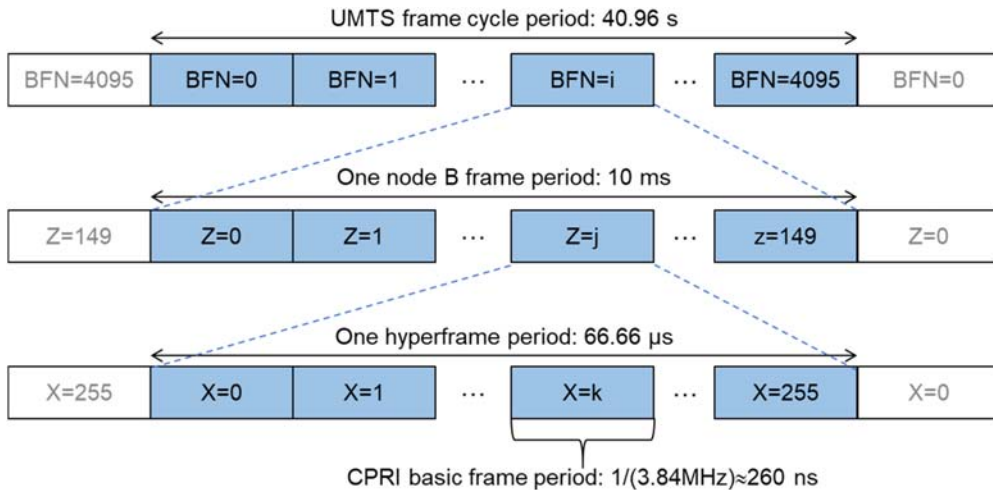 UMTS frame cycle period: 40.96 s
BFN=4095 BFN=0 BFN=1 ... BFN=i ... BFN=4095 BFN=0
One node B frame period: 10 ms
Z=149 Z=0 Z=1 ... Z=j ... z=149 Z=0
One hyperframe period: 66.66 μs
X=255 X=0 X=1 ... X=k ... X=255 X=0
CPRI basic frame period: 1/(3.84MHz)≈260 ns